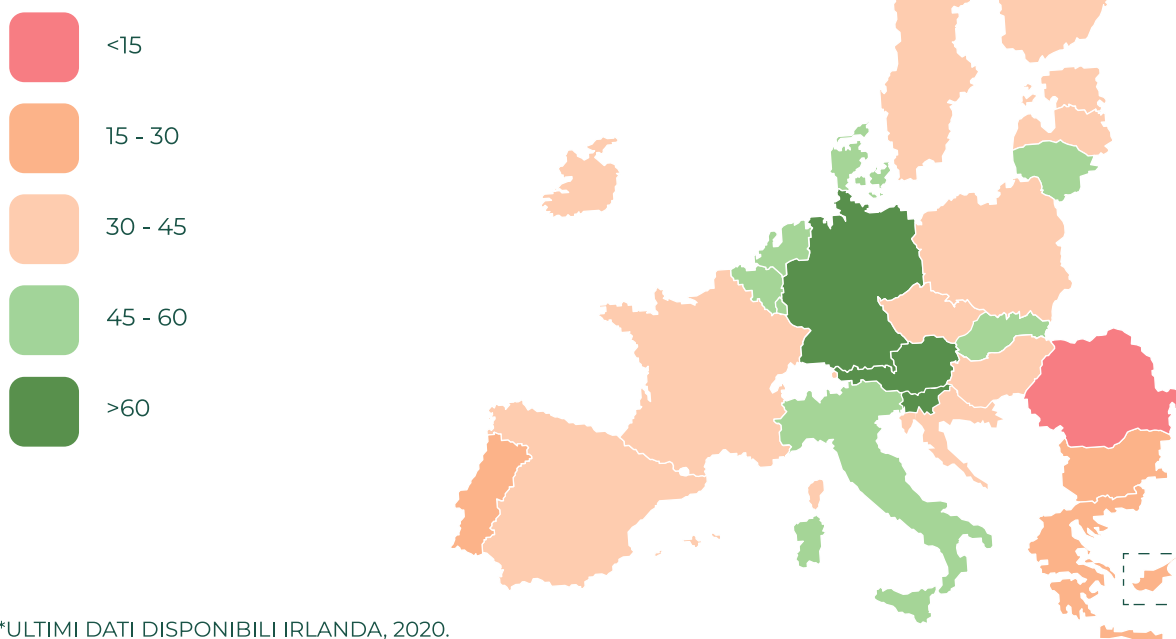 <15
15 - 30
30 - 45
45 - 60
>60
*ULTIMI DATI DISPONIBILI IRLANDA, 2020.